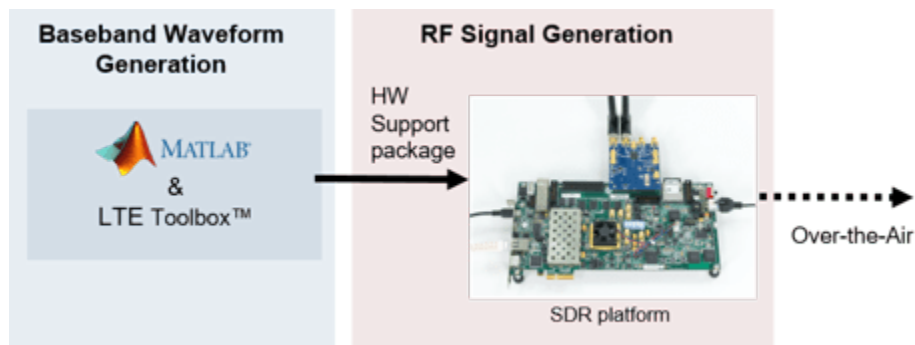 Baseband Waveform
Generation
MATLAB®
&
LTE Toolbox™
RF Signal Generation
HW
Support
package
SDR platform
Over-the-Air